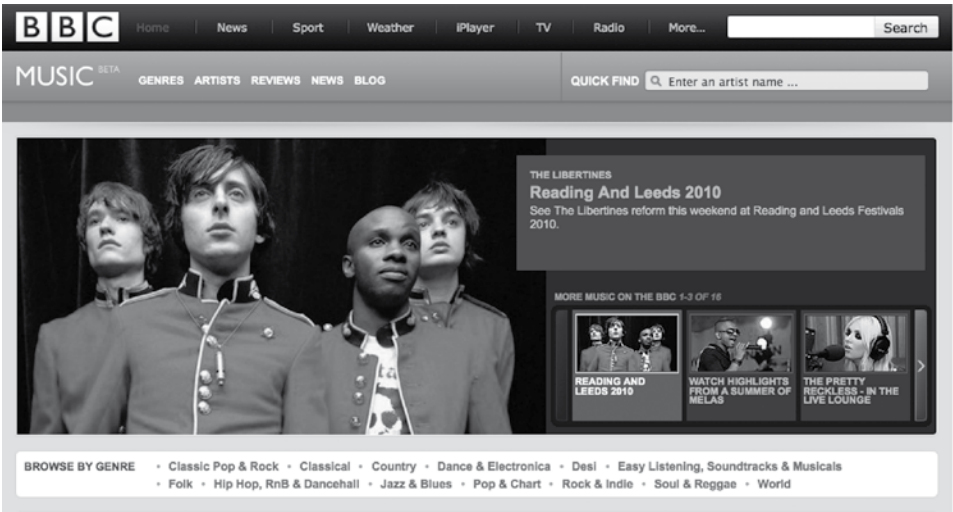 BBC Home News Sport Weather iPlayer TV Radio More... Search
MUSIC BETA GENRES ARTISTS REVIEWS NEWS BLOG QUICK FIND Enter an artist name ...
THE LIBERTINES
Reading And Leeds 2010
See The Libertines reform this weekend at Reading and Leeds Festivals
2010.
MORE MUSIC ON THE BBC 1-3 OF 16
READING AND
LEEDS 2010
WATCH HIGHLIGHTS
FROM A SUMMER OF
MELAS
THE PRETTY
RECKLESS - IN THE
LIVE LOUNGE
BROWSE BY GENRE • Classic Pop & Rock • Classical • Country • Dance & Electronica • Desi • Easy Listening, Soundtracks & Musicals
• Folk • Hip Hop, RnB & Dancehall • Jazz & Blues • Pop & Chart • Rock & Indie • Soul & Reggae • World